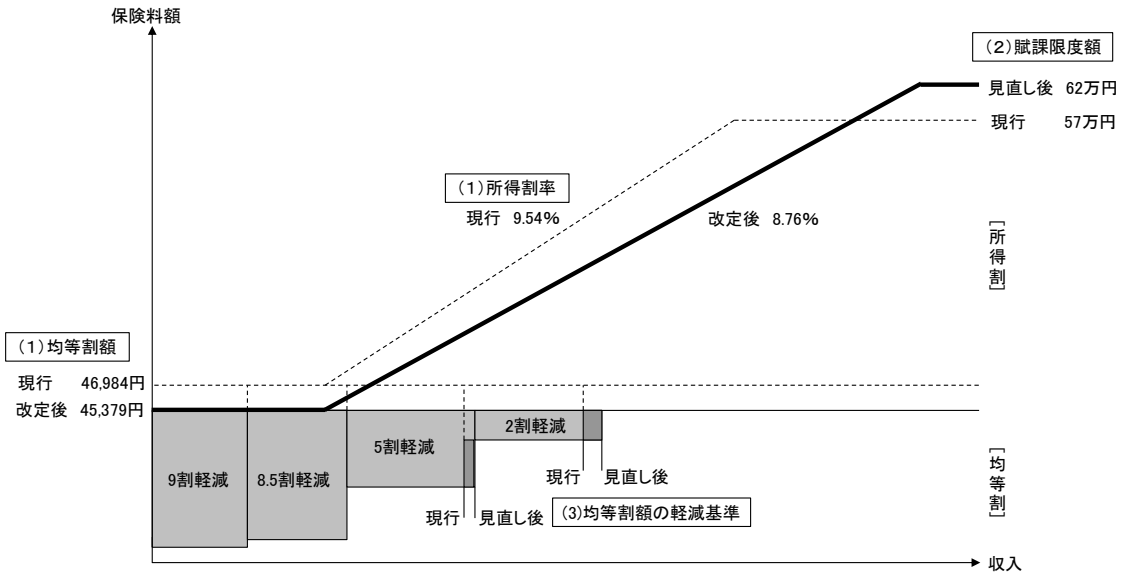 保険料額
（2）賦課限度額
見直し後 62万円
現行 57万円
（1）所得割率
現行 9.54％
改定後 8.76％
［所得割］
（1）均等割額
現行 46,984円
改定後 45,379円
9割軽減
8.5割軽減
5割軽減
2割軽減
現行 見直し後
現行 見直し後
(3)均等割額の軽減基準
［均等割］
収入